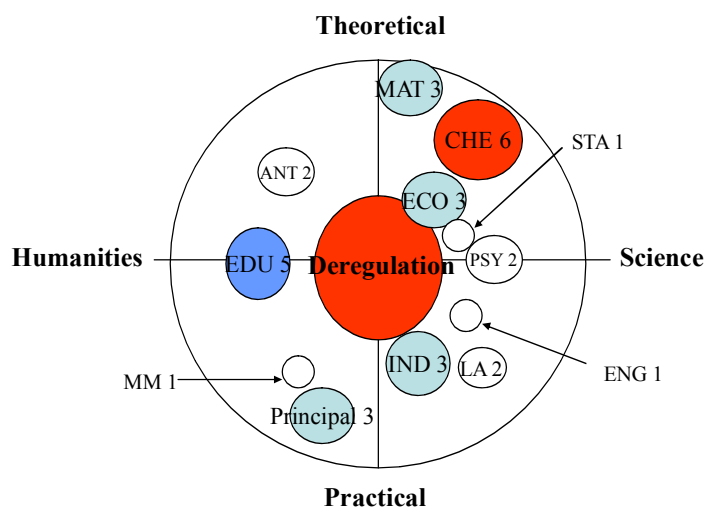 Theoretical
MAT 3
CHE 6
STA 1
ANT 2
ECO 3
Humanities
EDU 5
Deregulation
PSY 2
Science
IND 3
LA 2
ENG 1
MM 1
Principal 3
Practical